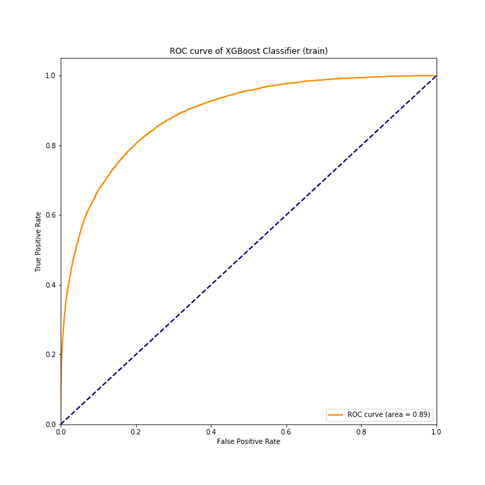 ROC curve of XGBoost Classifier (train)
1.0
0.8
0.6
0.4
0.2
0.0
True Positive Rate
0.0 0.2 0.4 0.6 0.8 1.0
False Positive Rate
ROC curve (area = 0.89)